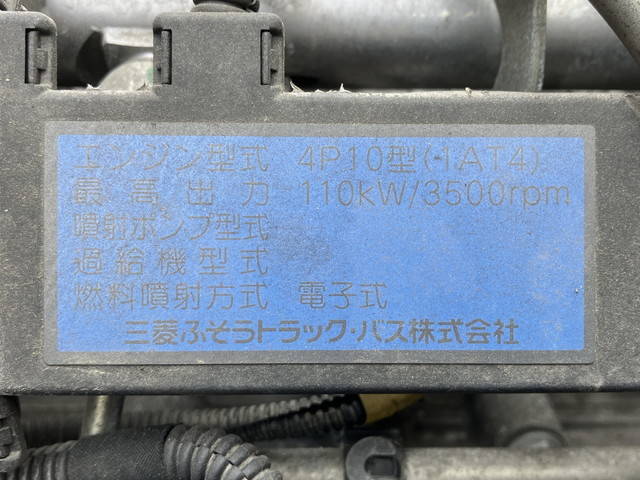 エンジン型式 4P10型(-1AT4)
最高出力 110kW/3500rpm
噴射ポンプ型式
過給機型式
燃料噴射方式 電子式
三菱ふそうトラック・バス株式会社